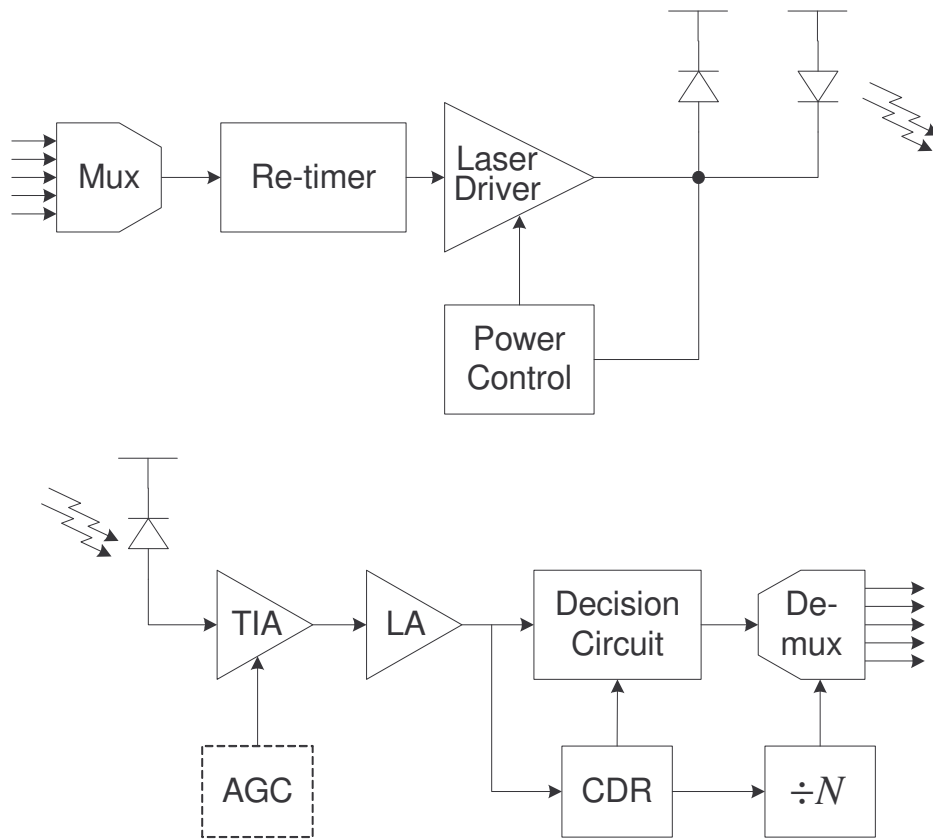 Mux
Re-timer
Laser
Driver
Power
Control
TIA
LA
Decision
Circuit
De-
mux
AGC
CDR
÷N